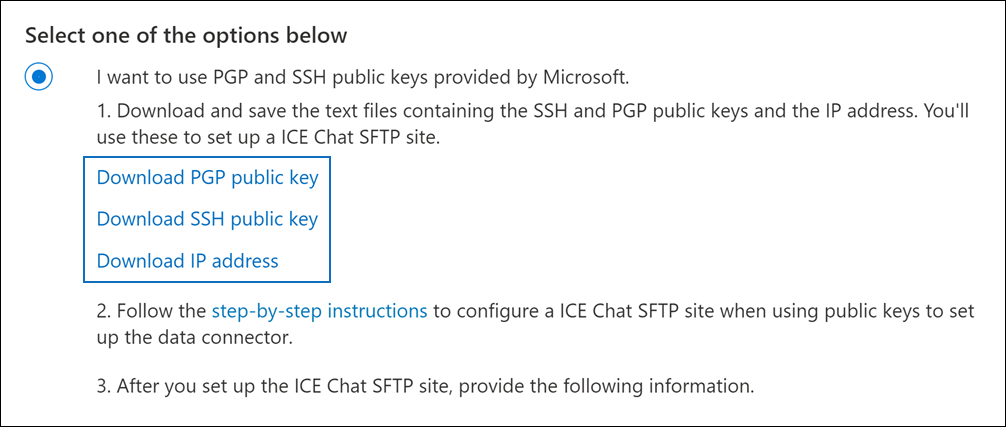 Select one of the options below
I want to use PGP and SSH public keys provided by Microsoft.
1. Download and save the text files containing the SSH and PGP public keys and the IP address. You'll
use these to set up a ICE Chat SFTP site.
Download PGP public key
Download SSH public key
Download IP address
2. Follow the step-by-step instructions to configure a ICE Chat SFTP site when using public keys to set
up the data connector.
3. After you set up the ICE Chat SFTP site, provide the following information.